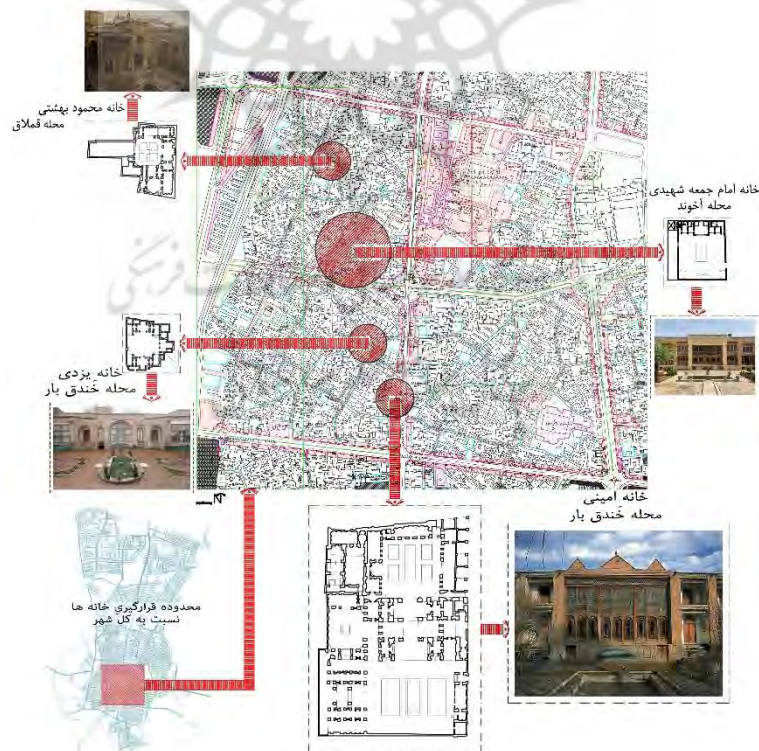 خانه محمود بهشتی
محله قملاق
خانه امام جمعه شهیدی
محله آخوند
خانه یزدی
محله خندق بار
خانه امینی
محله خندق بار
محدوده قرارگیری خانه ها
نسبت به کل شهر